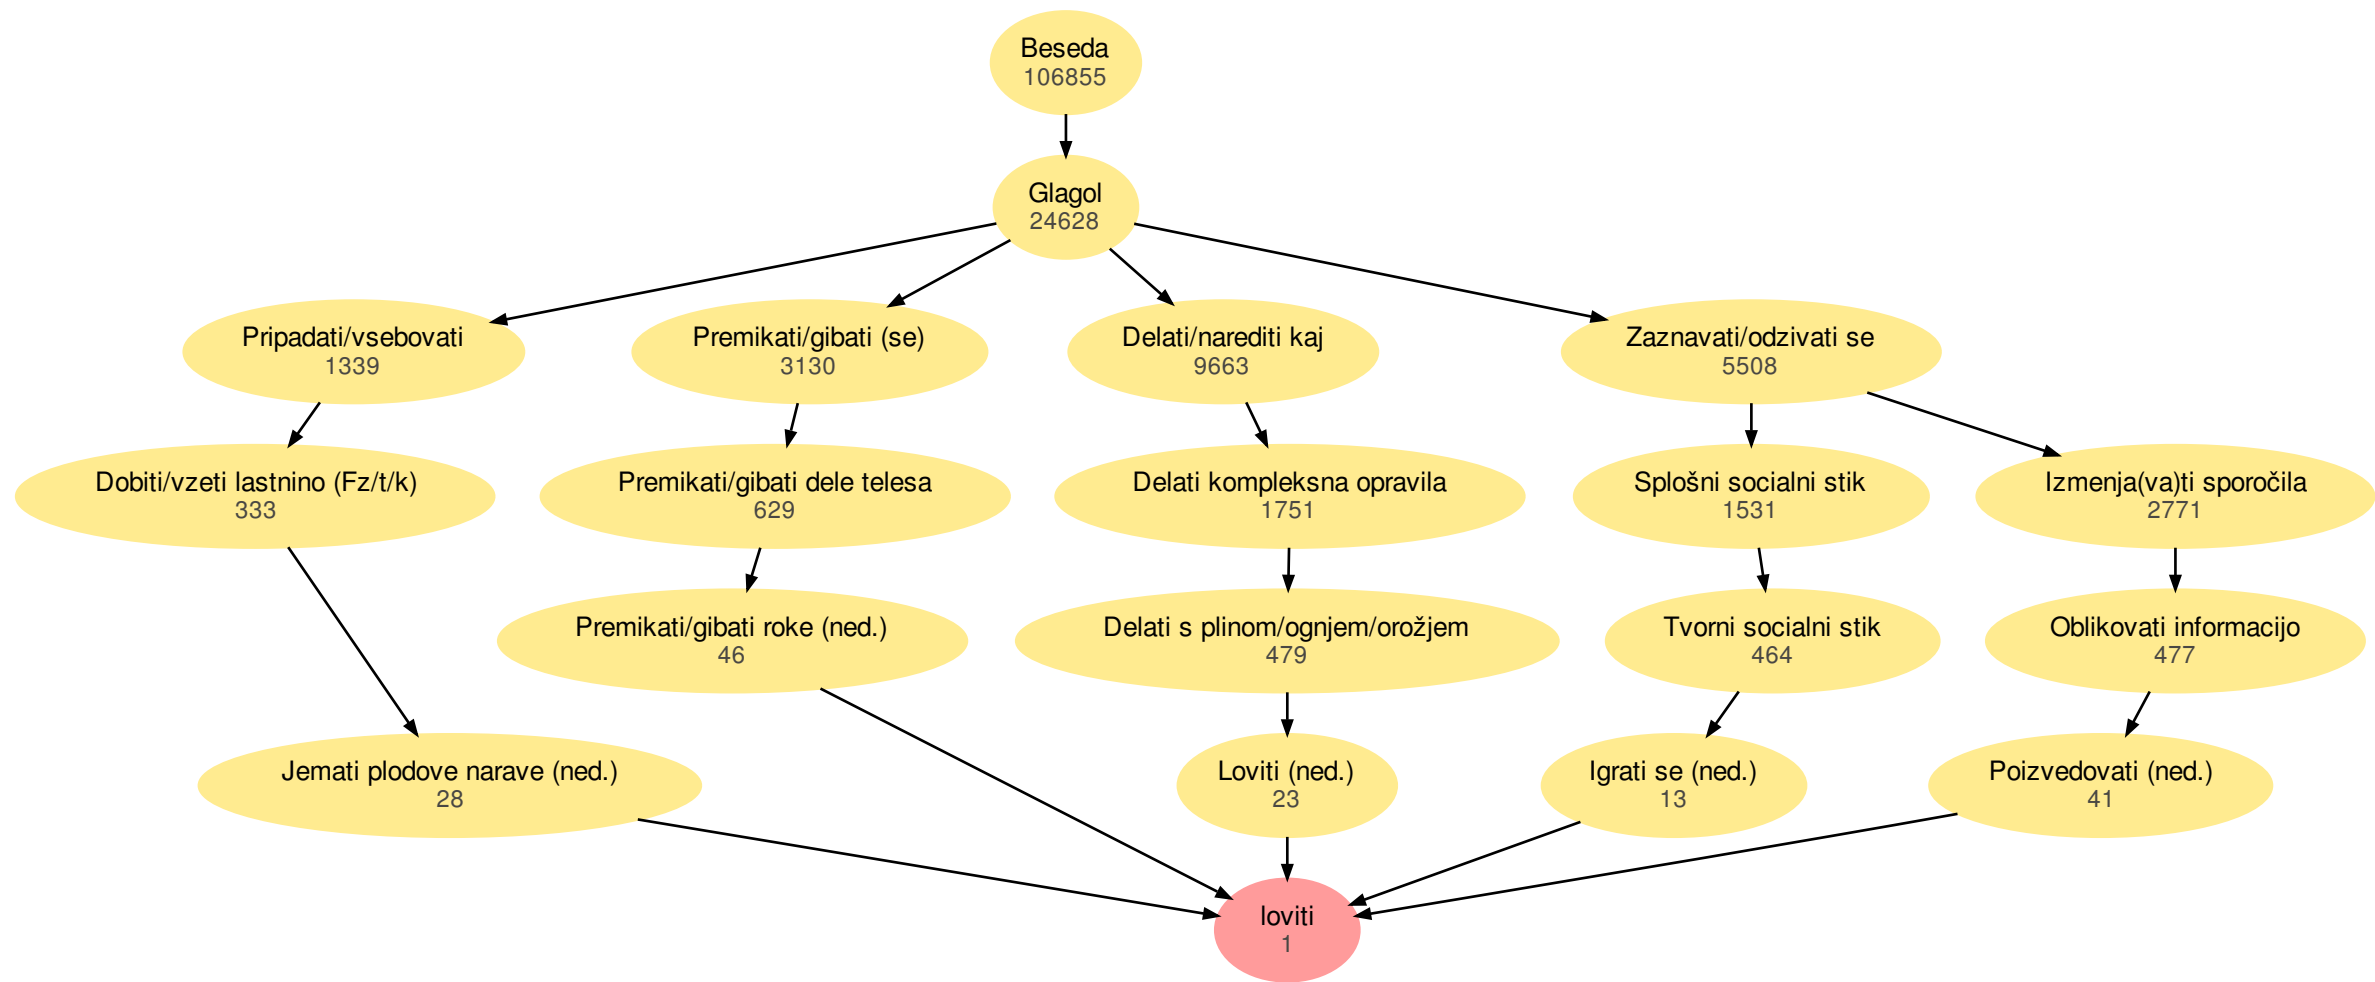 Beseda
106855
Glagol
24628
Pripadati/vsebovati
1339
Premikati/gibati (se)
3130
Delati/narediti kaj
9663
Zaznavati/odzivati se
5508
Dobiti/vzeti lastnino (Fz/t/k)
333
Premikati/gibati dele telesa
629
Delati kompleksna opravila
1751
Splošni socialni stik
1531
Izmenja(va)ti sporočila
2771
Premikati/gibati roke (ned.)
46
Delati s plinom/ognjem/orožjem
479
Tvorni socialni stik
464
Oblikovati informacijo
477
Jemati plodove narave (ned.)
28
Loviti (ned.)
23
Igrati se (ned.)
13
Poizvedovati (ned.)
41
loviti
1